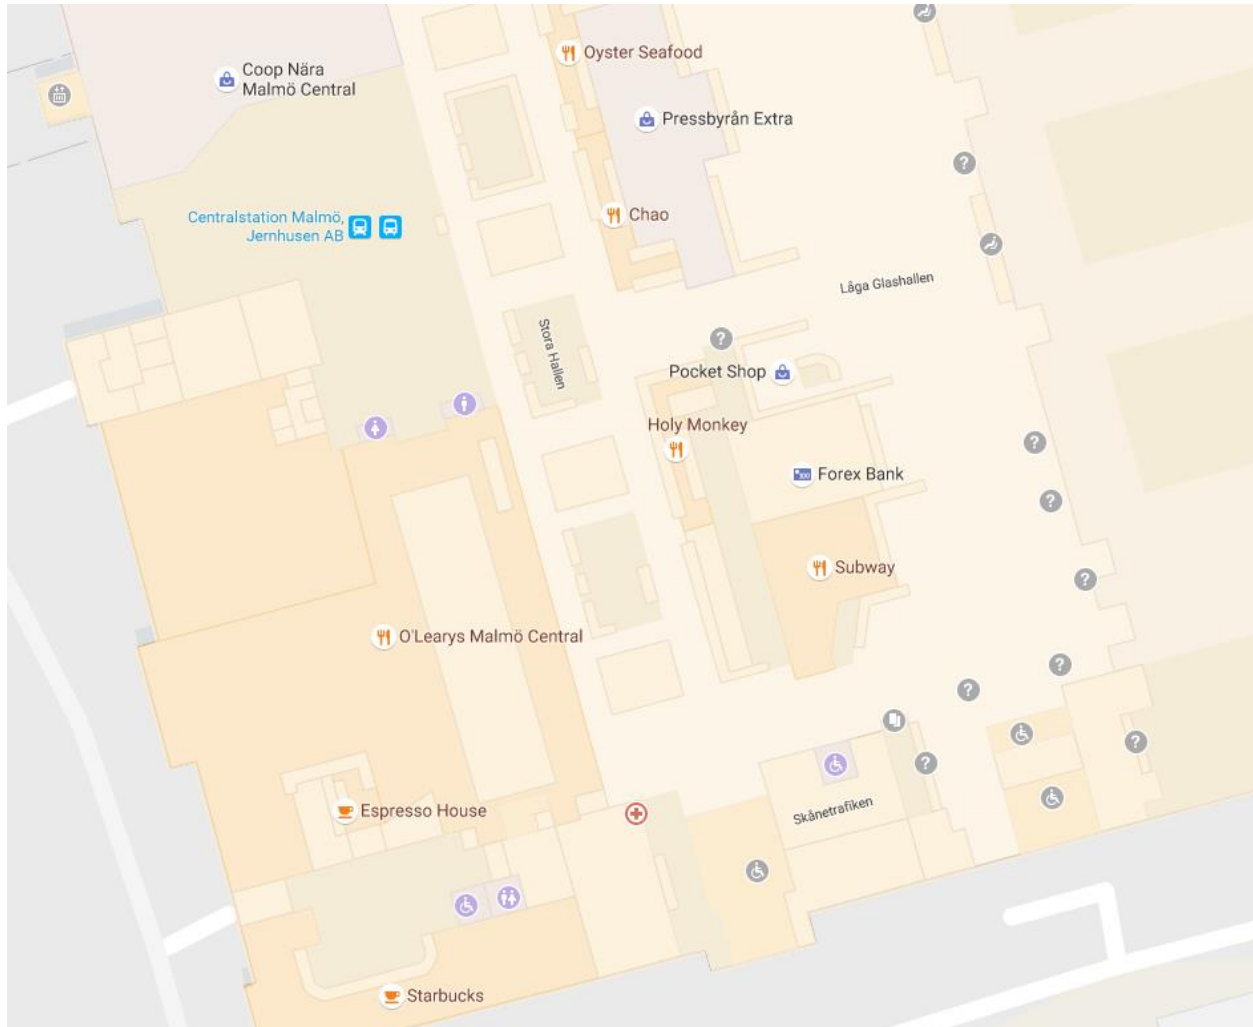 Oyster Seafood
Coop Nära
Malmö Central
Pressbyrån Extra
Centralstation Malmö,
Jernhusen AB
Chao
Låga Glashallen
Stora Hallen
Pocket Shop
Holy Monkey
Forex Bank
Subway
O'Learys Malmö Central
Espresso House
Skånetrafiken
Starbucks